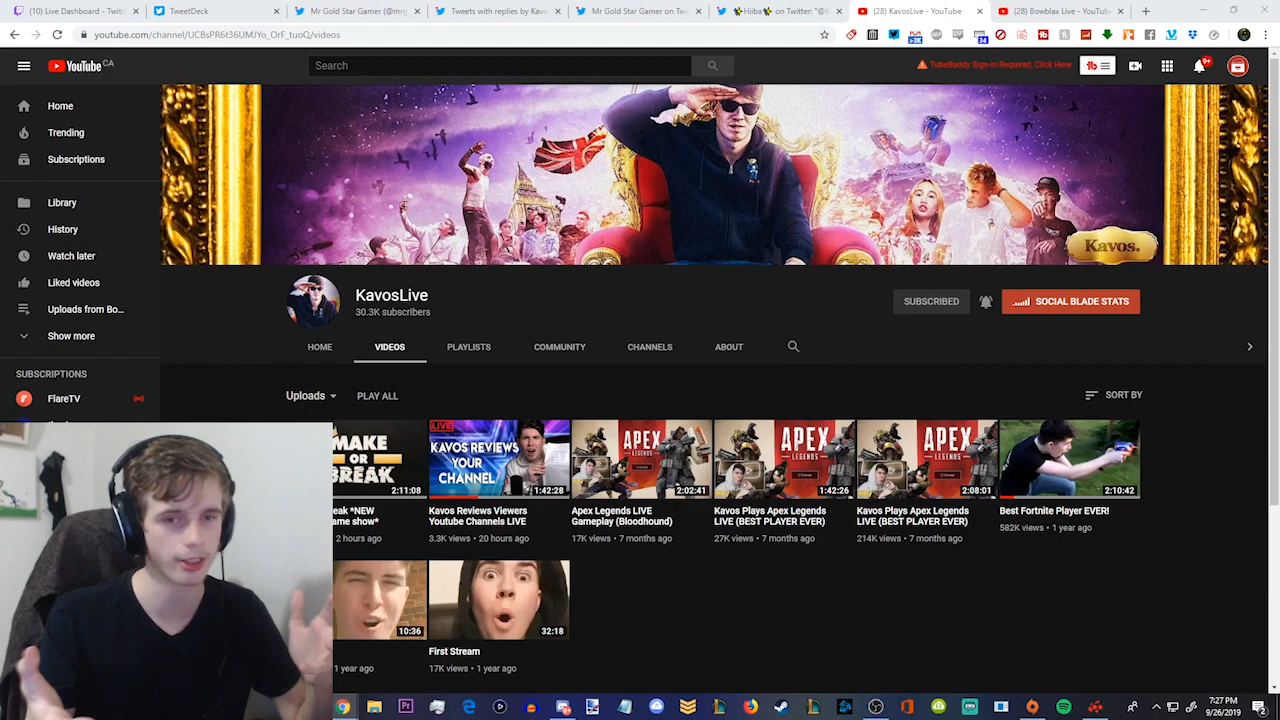 Live Dashboard - Twitc
TweetDeck
Mr Gold Star Gamer (@mrg
Tweets with replies by Kavos
Mr Gold Star Gamer on Twi
Hiiba on Twitter: "@
(28) KavosLive - YouTube
(28) Bowblax Live - YouTube
youtube.com/channel/UCBsPR6t36UMJYo_OrF_tuoQ/videos
YouTube CA
Search
TubeBuddy Sign-in Required, Click Here
9+
Home
Trending
Subscriptions
Library
History
Watch later
Liked videos
Uploads from Bo...
Show more
SUBSCRIPTIONS
FlareTV
Kavos.
KavosLive
30.3K subscribers
SUBSCRIBED
SOCIAL BLADE STATS
HOME
VIDEOS
PLAYLISTS
COMMUNITY
CHANNELS
ABOUT
Uploads
PLAY ALL
SORT BY
MAKE
OR
BREAK
2:11:08
LIVE
KAVOS REVIEWS
YOUR
CHANNEL
1:42:28
APEX
LEGENDS
2:02:41
APEX
LEGENDS
1:42:26
APEX
LEGENDS
2:08:01
2:10:42
eak *NEW
ame show*
2 hours ago
Kavos Reviews Viewers
Youtube Channels LIVE
3.3K views • 20 hours ago
Apex Legends LIVE
Gameplay (Bloodhound)
17K views • 7 months ago
Kavos Plays Apex Legends
LIVE (BEST PLAYER EVER)
27K views • 7 months ago
Kavos Plays Apex Legends
LIVE (BEST PLAYER EVER)
214K views • 7 months ago
Best Fortnite Player EVER!
582K views • 1 year ago
10:36
32:18
1 year ago
First Stream
17K views • 1 year ago
7:27 PM
9/26/2019